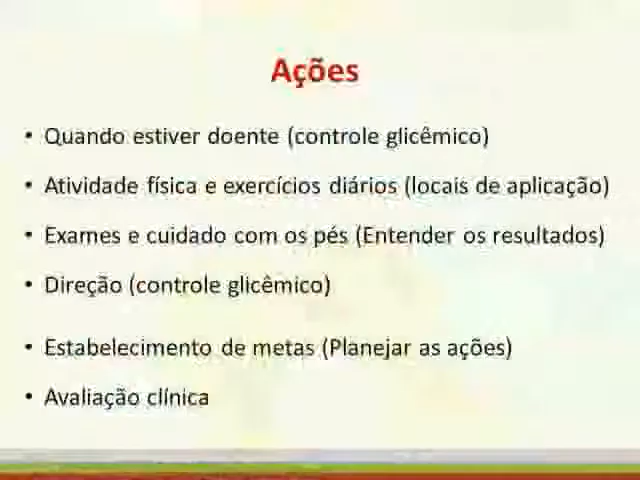 Ações
• Quando estiver doente (controle glicêmico)
• Atividade física e exercícios diários (locais de aplicação)
• Exames e cuidado com os pés (Entender os resultados)
• Direção (controle glicêmico)
• Estabelecimento de metas (Planejar as ações)
• Avaliação clínica